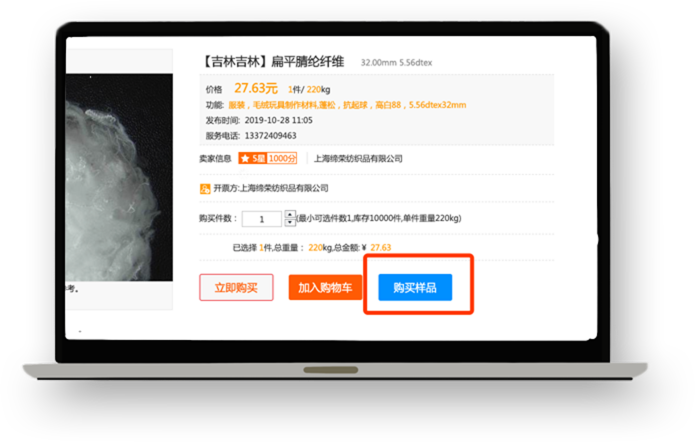 【吉林吉林】扁平腈纶纤维 32.00mm 5.56dtex
价格 27.63元 1件/ 220kg
功能: 服装，毛绒玩具制作材料,蓬松，抗起球，高白88，5.56dtex32mm
发布时间: 2019-10-28 11:05
服务电话: 13372409463
卖家信息 ★ 5星 1000分 上海缔荣纺织品有限公司
开票方:上海缔荣纺织品有限公司
购买件数： 1 (最小可选件数1,库存10000件,单件重量220kg)
已选择 1件,总重量： 220kg,总金额: ¥ 27.63
考。
立即购买 加入购物车 购买样品